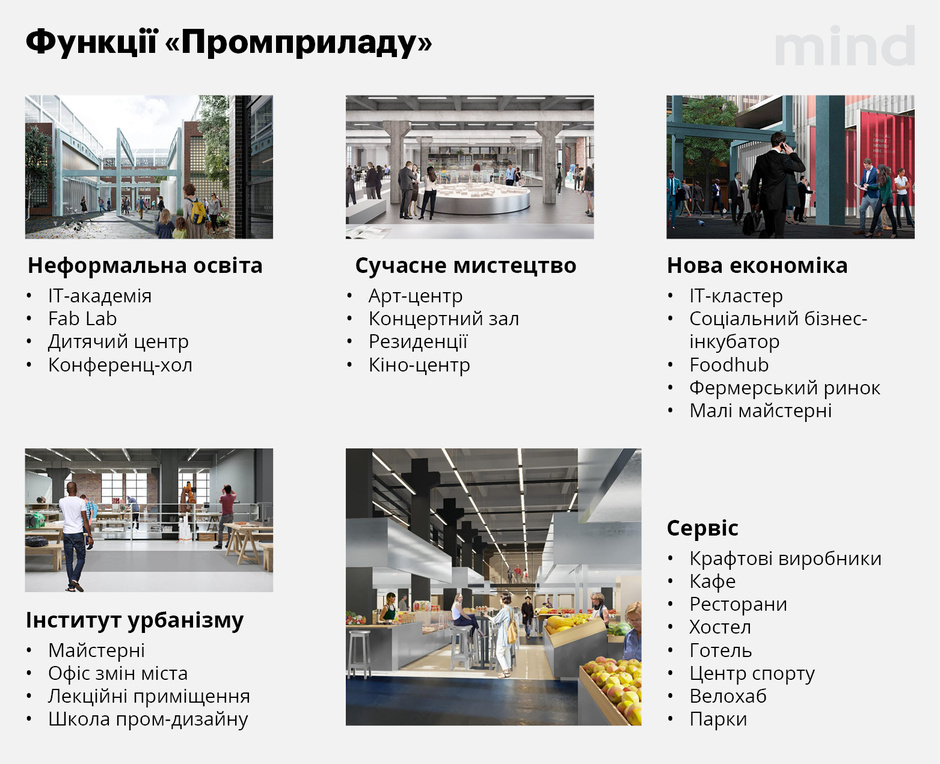 Функції «Промприладу»
mind
Неформальна освіта
• ІТ-академія
• Fab Lab
• Дитячий центр
• Конференц-хол
Сучасне мистецтво
• Арт-центр
• Концертний зал
• Резиденції
• Кіно-центр
Нова економіка
• ІТ-кластер
• Соціальний бізнес-
інкубатор
• Foodhub
• Фермерський ринок
• Малі майстерні
Інститут урбанізму
• Майстерні
• Офіс змін міста
• Лекційні приміщення
• Школа пром-дизайну
Сервіс
• Крафтові виробники
• Кафе
• Ресторани
• Хостел
• Готель
• Центр спорту
• Велохаб
• Парки